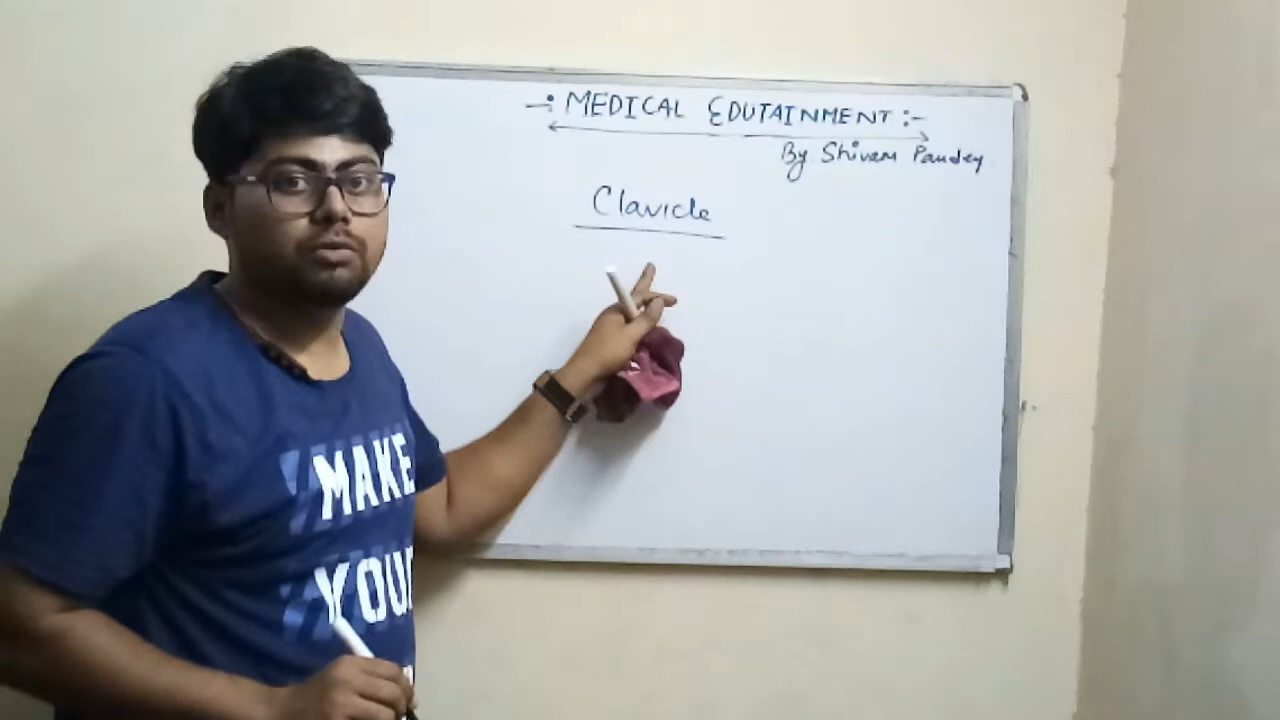 -: MEDICAL EDUTAINMENT :-
By Shivam Pandey
Clavicle
MAKE
YOUR